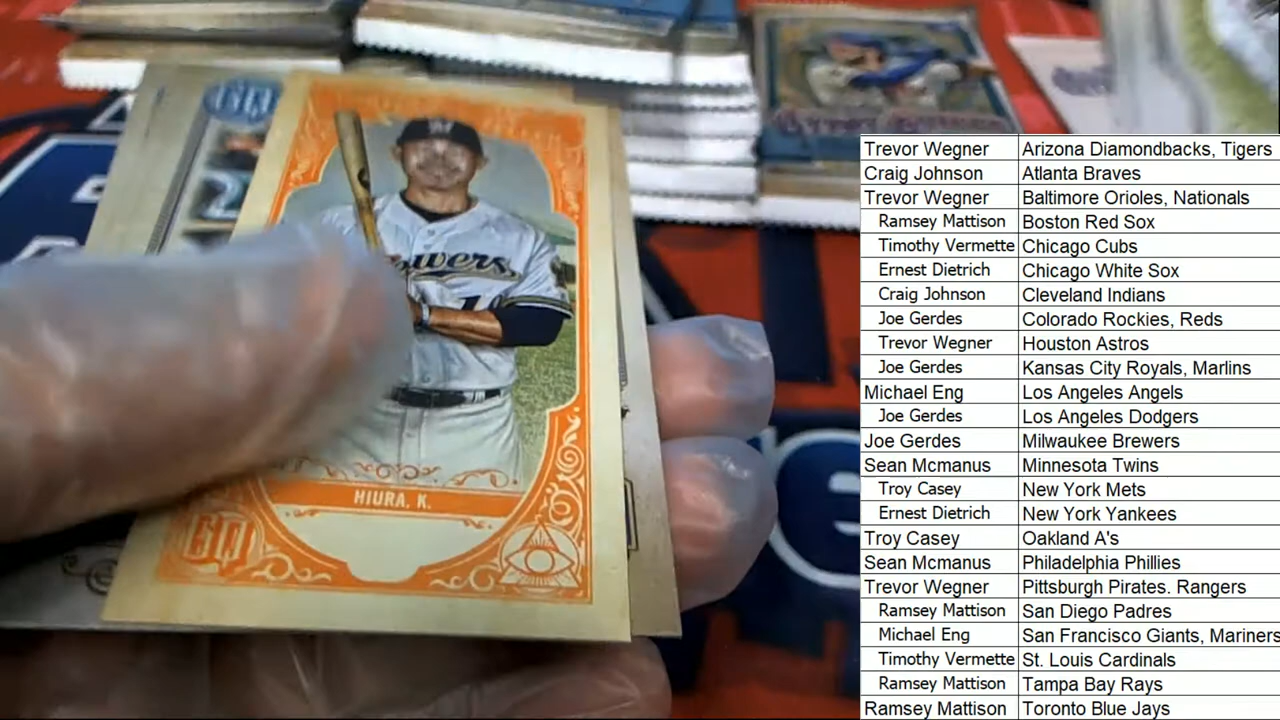 GQ
HIURA, K.
GQ
Trevor Wegner Arizona Diamondbacks, Tigers
Craig Johnson Atlanta Braves
Trevor Wegner Baltimore Orioles, Nationals
Ramsey Mattison Boston Red Sox
Timothy Vermette Chicago Cubs
Ernest Dietrich Chicago White Sox
Craig Johnson Cleveland Indians
Joe Gerdes Colorado Rockies, Reds
Trevor Wegner Houston Astros
Joe Gerdes Kansas City Royals, Marlins
Michael Eng Los Angeles Angels
Joe Gerdes Los Angeles Dodgers
Joe Gerdes Milwaukee Brewers
Sean Mcmanus Minnesota Twins
Troy Casey New York Mets
Ernest Dietrich New York Yankees
Troy Casey Oakland A's
Sean Mcmanus Philadelphia Phillies
Trevor Wegner Pittsburgh Pirates. Rangers
Ramsey Mattison San Diego Padres
Michael Eng San Francisco Giants, Mariners
Timothy Vermette St. Louis Cardinals
Ramsey Mattison Tampa Bay Rays
Ramsey Mattison Toronto Blue Jays